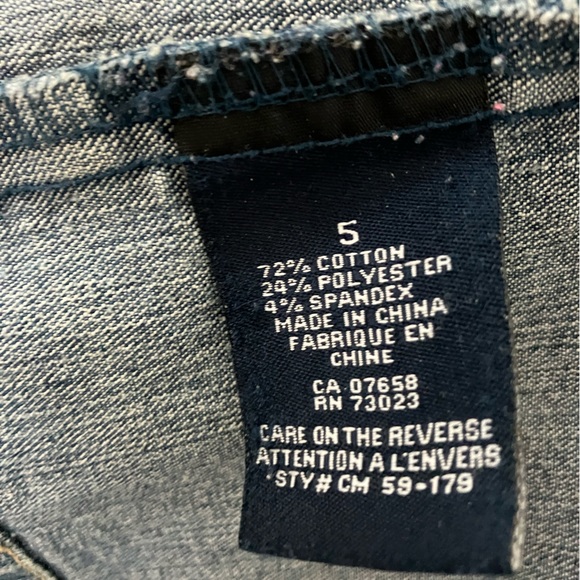 5
72% COTTON
24% POLYESTER
4% SPANDEX
MADE IN CHINA
FABRIQUE EN
CHINE
CA 07658
RN 73023
CARE ON THE REVERSE
ATTENTION A L'ENVERS
STY# CM 59-179